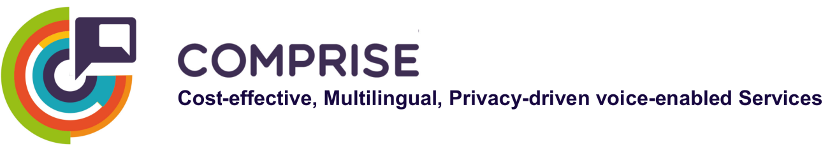 COMPRISE
Cost-effective, Multilingual, Privacy-driven voice-enabled Services